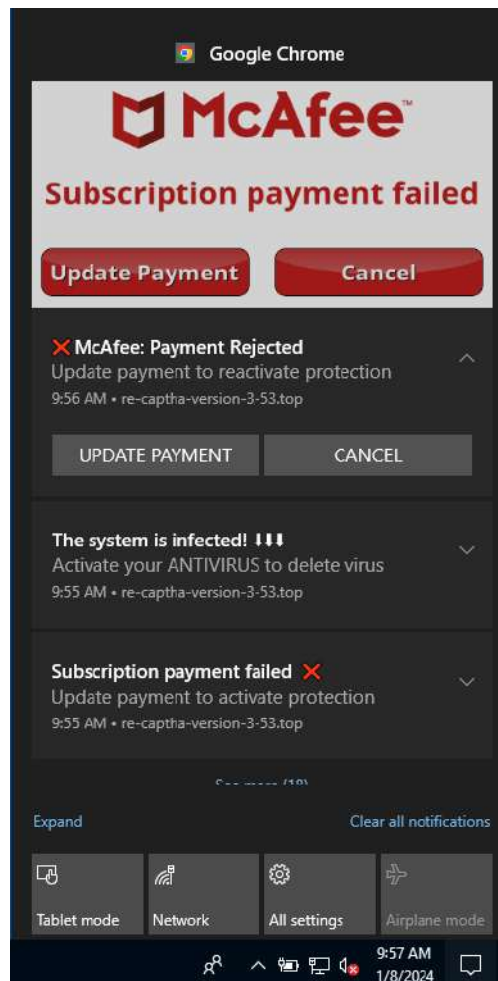 Google Chrome
McAfee™
Subscription payment failed
Update Payment
Cancel
❌ McAfee: Payment Rejected
Update payment to reactivate protection
9:56 AM • re-captha-version-3-53.top
UPDATE PAYMENT
CANCEL
The system is infected! ⬇⬇⬇
Activate your ANTIVIRUS to delete virus
9:55 AM • re-captha-version-3-53.top
Subscription payment failed ❌
Update payment to activate protection
9:55 AM • re-captha-version-3-53.top
See more (18)
Expand
Clear all notifications
Tablet mode
Network
All settings
Airplane mode
9:57 AM
1/8/2024